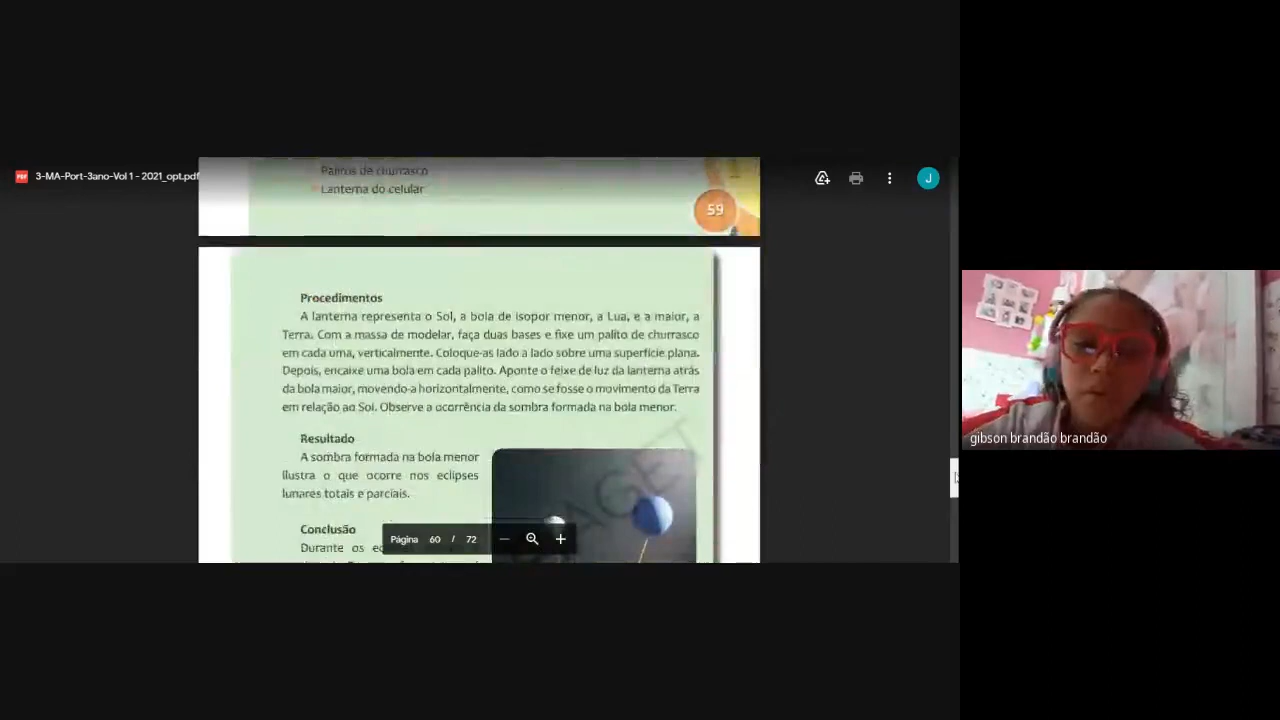 3-MA-Port-3ano-Vol 1 - 2021_opt.pdf
J
Palitos de churrasco
Lanterna do celular
59
Procedimentos
A lanterna representa o Sol, a bola de isopor menor, a Lua, e a maior, a
Terra. Com a massa de modelar, faça duas bases e fixe um palito de churrasco
em cada uma, verticalmente. Coloque-as lado a lado sobre uma superfície plana.
Depois, encaixe uma bola em cada palito. Aponte o feixe de luz da lanterna atrás
da bola maior, movendo-a horizontalmente, como se fosse o movimento da Terra
em relação ao Sol. Observe a ocorrência da sombra formada na bola menor.
Resultado
A sombra formada na bola menor
ilustra o que ocorre nos eclipses
lunares totais e parciais.
Conclusão
Durante os
Página 60 / 72
gibson brandão brandão